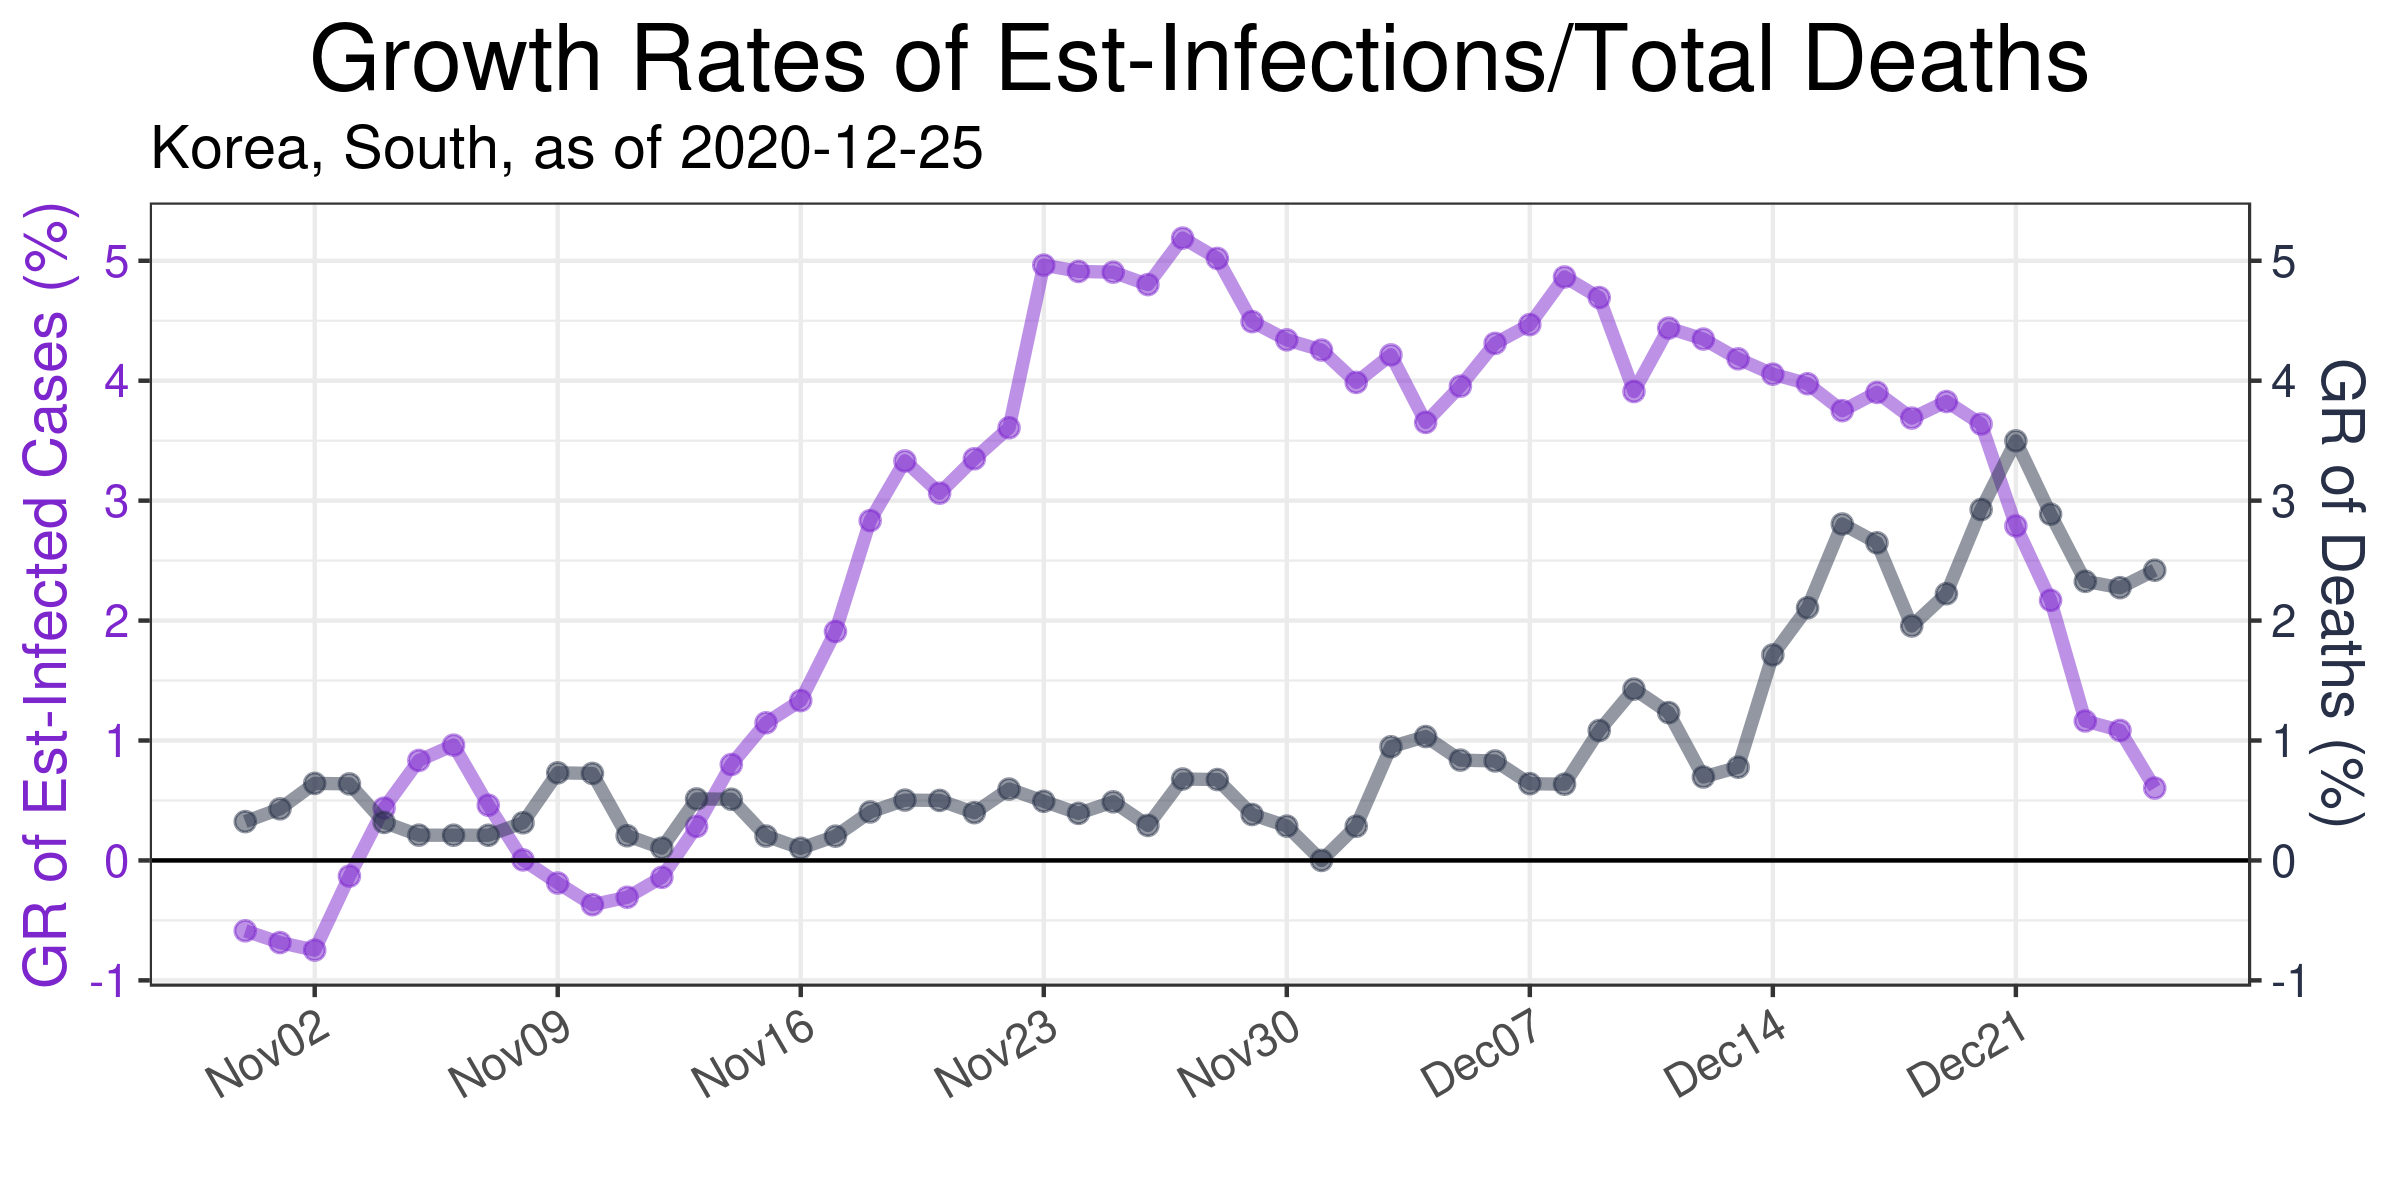 Growth Rates of Est-Infections/Total Deaths
Korea, South, as of 2020-12-25
GR of Est-Infected Cases (%)
5
4
3
2
1
0
-1
5
4
3
2
1
0
-1
GR of Deaths (%)
Nov02
Nov09
Nov16
Nov23
Nov30
Dec07
Dec14
Dec21